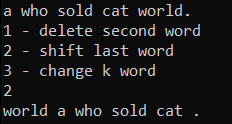 a who sold cat world.
1 - delete second word
2 - shift last word
3 - change k word
2
world a who sold cat .